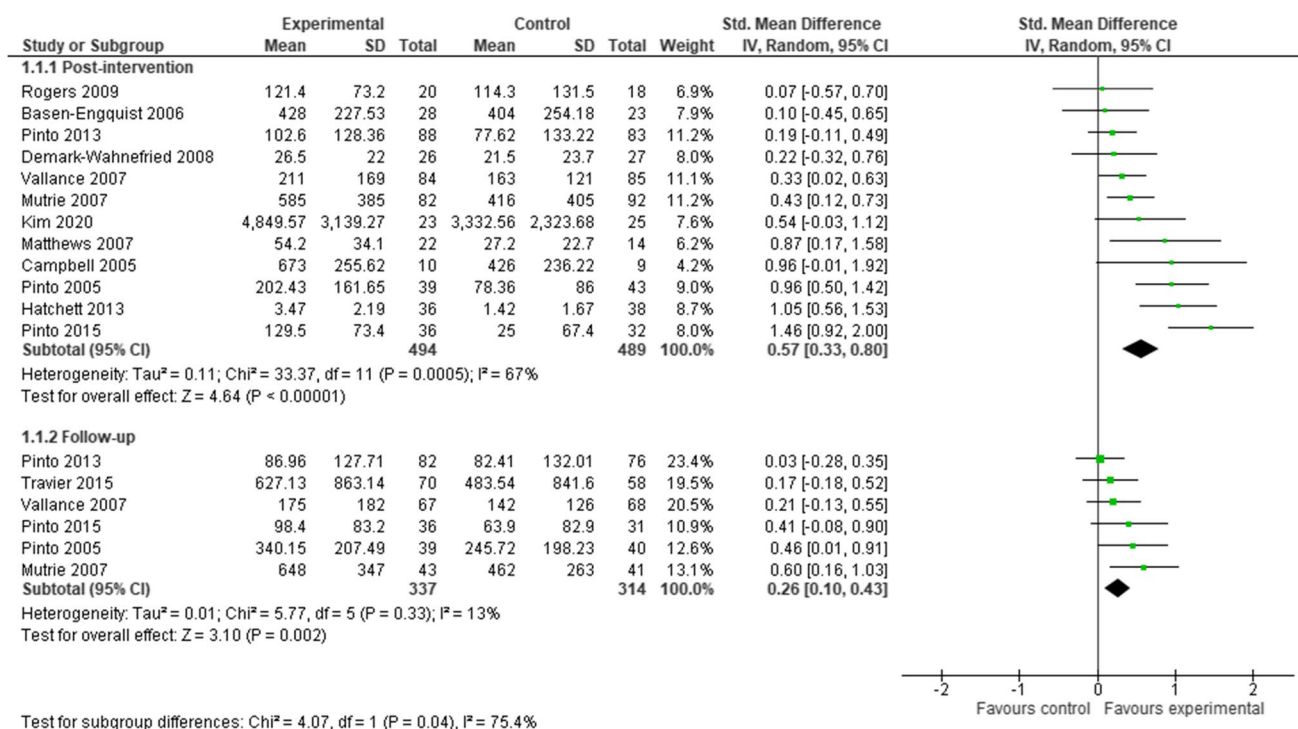 Experimental Control Std. Mean Difference Std. Mean Difference
Study or Subgroup Mean SD Total Mean SD Total Weight IV, Random, 95% CI IV, Random, 95% CI
1.1.1 Post-intervention
Rogers 2009 121.4 73.2 20 114.3 131.5 18 6.9% 0.07 [-0.57, 0.70]
Basen-Engquist 2006 428 227.53 28 404 254.18 23 7.9% 0.10 [-0.45, 0.65]
Pinto 2013 102.6 128.36 88 77.62 133.22 83 11.2% 0.19 [-0.11, 0.49]
Demark-Wahnefried 2008 26.5 22 26 21.5 23.7 27 8.0% 0.22 [-0.32, 0.76]
Vallance 2007 211 169 84 163 121 85 11.1% 0.33 [0.02, 0.63]
Mutrie 2007 585 385 82 416 405 92 11.2% 0.43 [0.12, 0.73]
Kim 2020 4,849.57 3,139.27 23 3,332.56 2,323.68 25 7.6% 0.54 [-0.03, 1.12]
Matthews 2007 54.2 34.1 22 27.2 22.7 14 6.2% 0.87 [0.17, 1.58]
Campbell 2005 673 255.62 10 426 236.22 9 4.2% 0.96 [-0.01, 1.92]
Pinto 2005 202.43 161.65 39 78.36 86 43 9.0% 0.96 [0.50, 1.42]
Hatchett 2013 3.47 2.19 36 1.42 1.67 38 8.7% 1.05 [0.56, 1.53]
Pinto 2015 129.5 73.4 36 25 67.4 32 8.0% 1.46 [0.92, 2.00]
Subtotal (95% CI) 494 489 100.0% 0.57 [0.33, 0.80]
Heterogeneity: Tau² = 0.11; Chi² = 33.37, df = 11 (P = 0.0005); I² = 67%
Test for overall effect: Z = 4.64 (P < 0.00001)
1.1.2 Follow-up
Pinto 2013 86.96 127.71 82 82.41 132.01 76 23.4% 0.03 [-0.28, 0.35]
Travier 2015 627.13 863.14 70 483.54 841.6 58 19.5% 0.17 [-0.18, 0.52]
Vallance 2007 175 182 67 142 126 68 20.5% 0.21 [-0.13, 0.55]
Pinto 2015 98.4 83.2 36 63.9 82.9 31 10.9% 0.41 [-0.08, 0.90]
Pinto 2005 340.15 207.49 39 245.72 198.23 40 12.6% 0.46 [0.01, 0.91]
Mutrie 2007 648 347 43 462 263 41 13.1% 0.60 [0.16, 1.03]
Subtotal (95% CI) 337 314 100.0% 0.26 [0.10, 0.43]
Heterogeneity: Tau² = 0.01; Chi² = 5.77, df = 5 (P = 0.33); I² = 13%
Test for overall effect: Z = 3.10 (P = 0.002)
-2 -1 0 1 2
Favours control Favours experimental
Test for subgroup differences: Chi² = 4.07, df = 1 (P = 0.04), I² = 75.4%